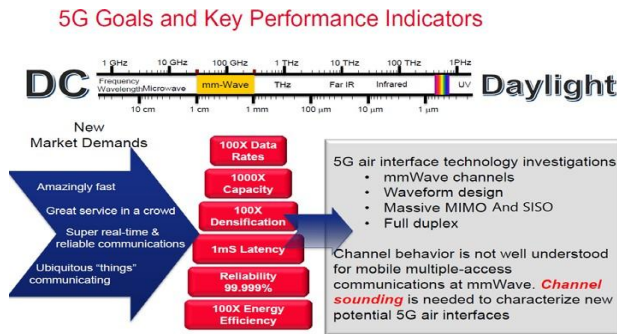 5G Goals and Key Performance Indicators
1 GHz 10 GHz 100 GHz 1 THz 10 THz 100 THz 1PHz
DC
Daylight
Frequency
Wavelength
Microwave
mm-Wave
THz
Far IR
Infrared
UV
10 cm 1 cm 1 mm 100 µm 10 µm 1 µm
New
Market Demands
Amazingly fast
Great service in a crowd
Super real-time &
reliable communications
Ubiquitous "things"
communicating
100X Data
Rates
1000X
Capacity
100X
Densification
1mS Latency
Reliability
99.999%
100X Energy
Efficiency
5G air interface technology investigations
• mmWave channels
• Waveform design
• Massive MIMO And SISO
• Full duplex
Channel behavior is not well understood
for mobile multiple-access
communications at mmWave. Channel
sounding is needed to characterize new
potential 5G air interfaces